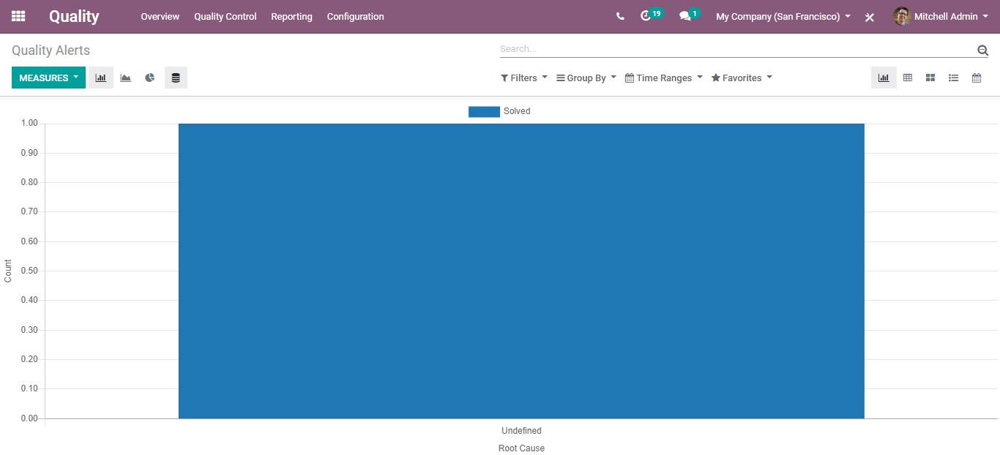 Quality Overview Quality Control Reporting Configuration 19 1 My Company (San Francisco) Mitchell Admin
Quality Alerts Search...
MEASURES Filters Group By Time Ranges Favorites
Solved
1.00
0.90
0.80
0.70
0.60
0.50
0.40
0.30
0.20
0.10
0.00
Count
Undefined
Root Cause